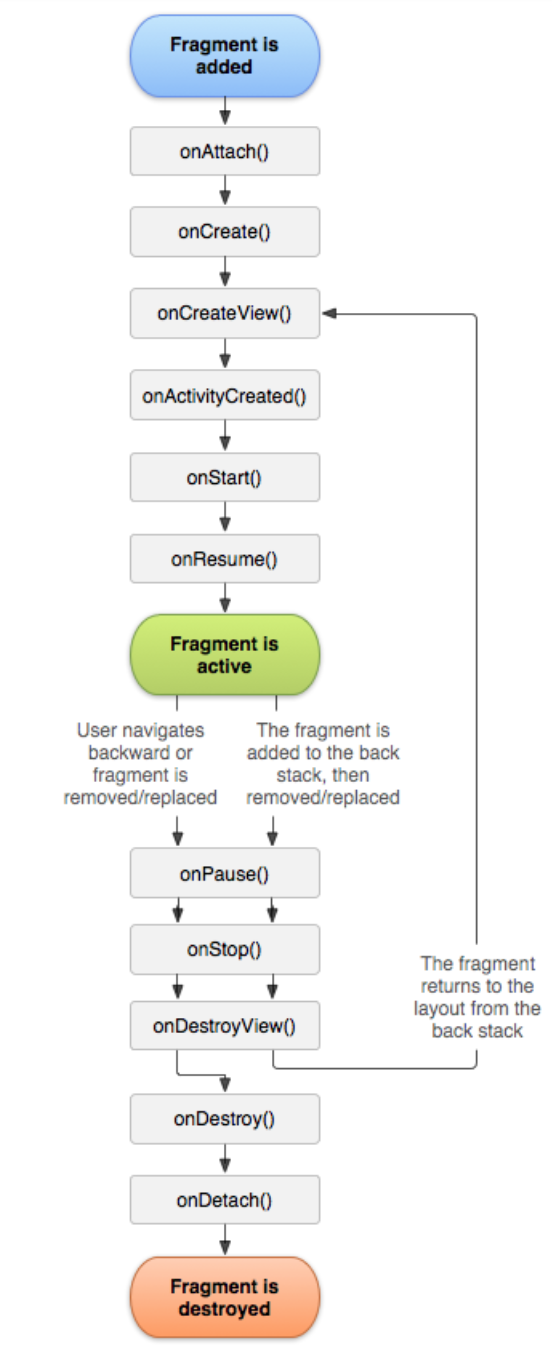 Fragment is
added
onAttach()
onCreate()
onCreateView()
onActivityCreated()
onStart()
onResume()
Fragment is
active
User navigates
backward or
fragment is
removed/replaced
The fragment is
added to the back
stack, then
removed/replaced
onPause()
onStop()
onDestroyView()
The fragment
returns to the
layout from the
back stack
onDestroy()
onDetach()
Fragment is
destroyed